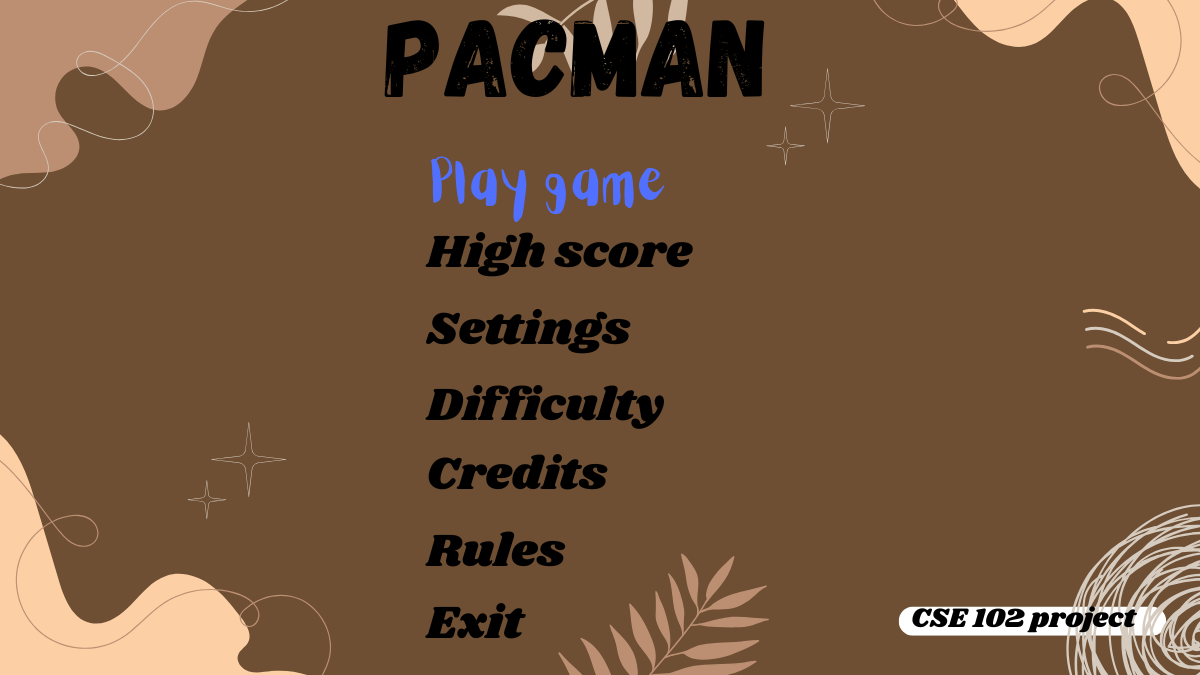 PACMAN
Play game
High score
Settings
Difficulty
Credits
Rules
Exit
CSE 102 project